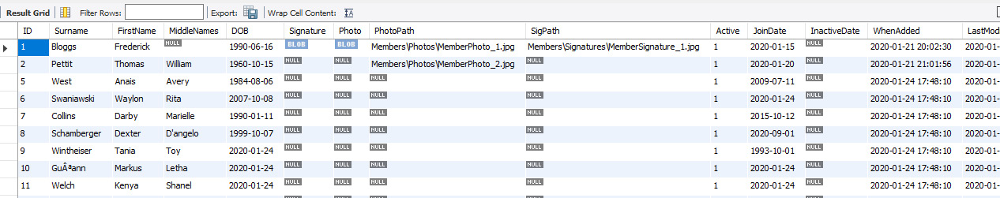 Result Grid Filter Rows: Export: Wrap Cell Content:
ID Surname FirstName MiddleNames DOB Signature Photo PhotoPath SigPath Active JoinDate InactiveDate WhenAdded LastMod
1 Bloggs Frederick NULL 1990-06-16 BLOB BLOB Members\Photos\MemberPhoto_1.jpg Members\Signatures\MemberSignature_1.jpg 1 2020-01-15 NULL 2020-01-21 20:02:30 2020-01-
2 Pettit Thomas William 1960-10-15 NULL NULL Members\Photos\MemberPhoto_2.jpg NULL 1 2020-01-20 NULL 2020-01-21 21:01:56 2020-01-
5 West Anais Avery 1984-08-06 NULL NULL NULL NULL 1 2009-07-11 NULL 2020-01-24 17:48:10 2020-01-
6 Swaniawski Waylon Rita 2007-10-08 NULL NULL NULL NULL 1 2020-01-24 NULL 2020-01-24 17:48:10 2020-01-
7 Collins Darby Marielle 1990-01-11 NULL NULL NULL NULL 1 2015-10-12 NULL 2020-01-24 17:48:10 2020-01-
8 Schamberger Dexter D'angelo 1999-10-07 NULL NULL NULL NULL 1 2020-09-01 NULL 2020-01-24 17:48:10 2020-01-
9 Wintheiser Tania Toy 2020-01-24 NULL NULL NULL NULL 1 1993-10-01 NULL 2020-01-24 17:48:10 2020-01-
10 GuÂªann Markus Letha 2020-01-24 NULL NULL NULL NULL 1 2020-01-24 NULL 2020-01-24 17:48:10 2020-01-
11 Welch Kenya Shanel 2020-01-24 NULL NULL NULL NULL 1 2020-01-24 NULL 2020-01-24 17:48:10 2020-01-